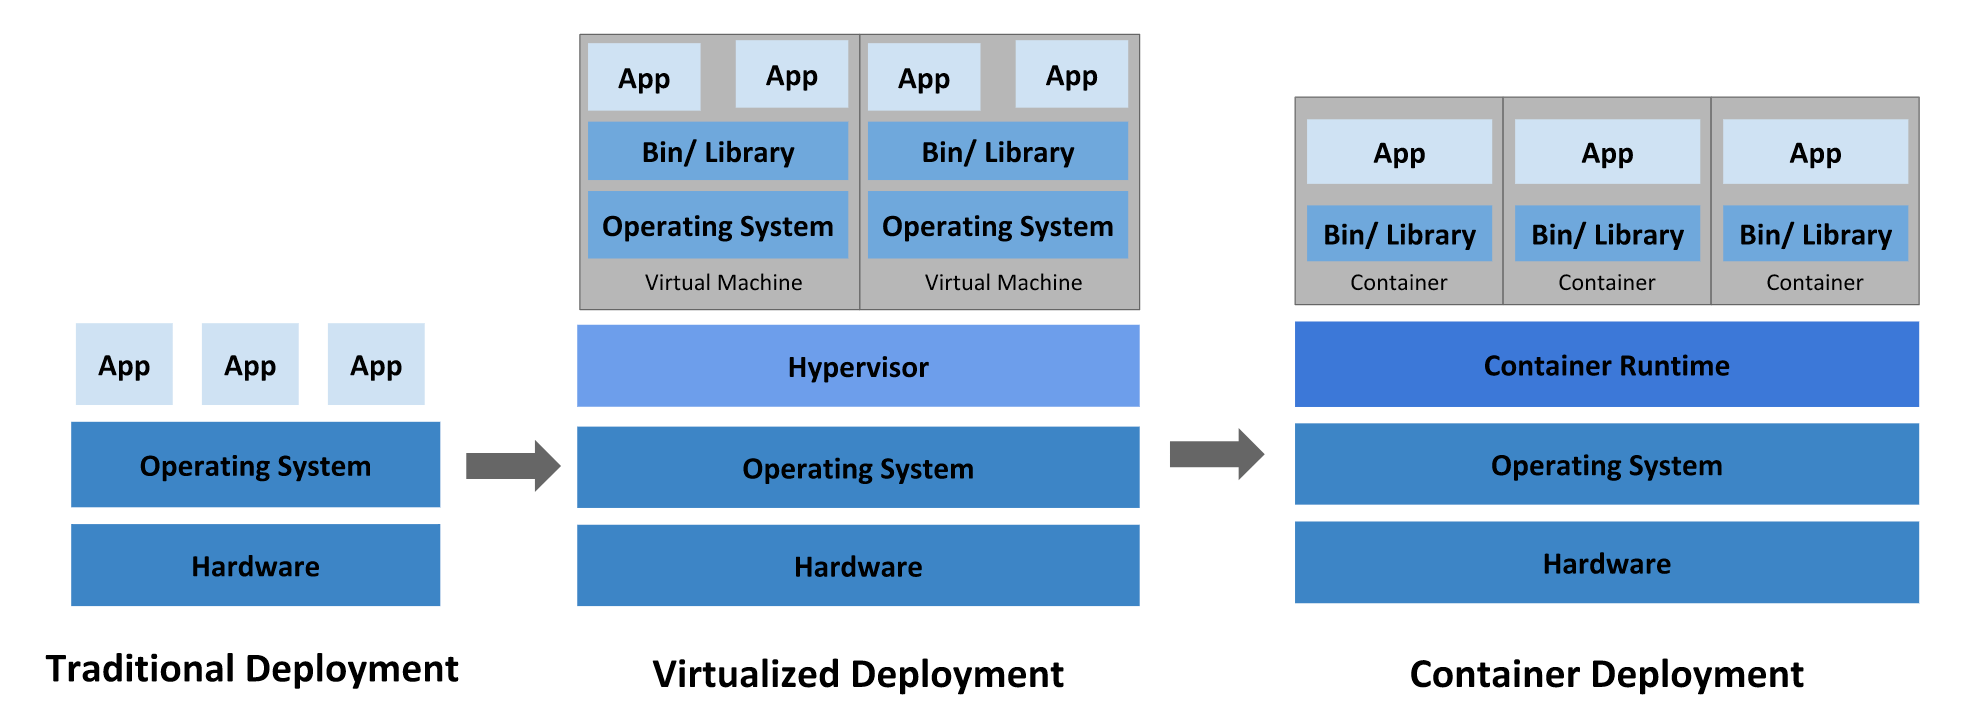 App App App
Operating System
Hardware
Traditional Deployment
App App App App
Bin/ Library Bin/ Library
Operating System Operating System
Virtual Machine Virtual Machine
Hypervisor
Operating System
Hardware
Virtualized Deployment
App App App
Bin/ Library Bin/ Library Bin/ Library
Container Container Container
Container Runtime
Operating System
Hardware
Container Deployment